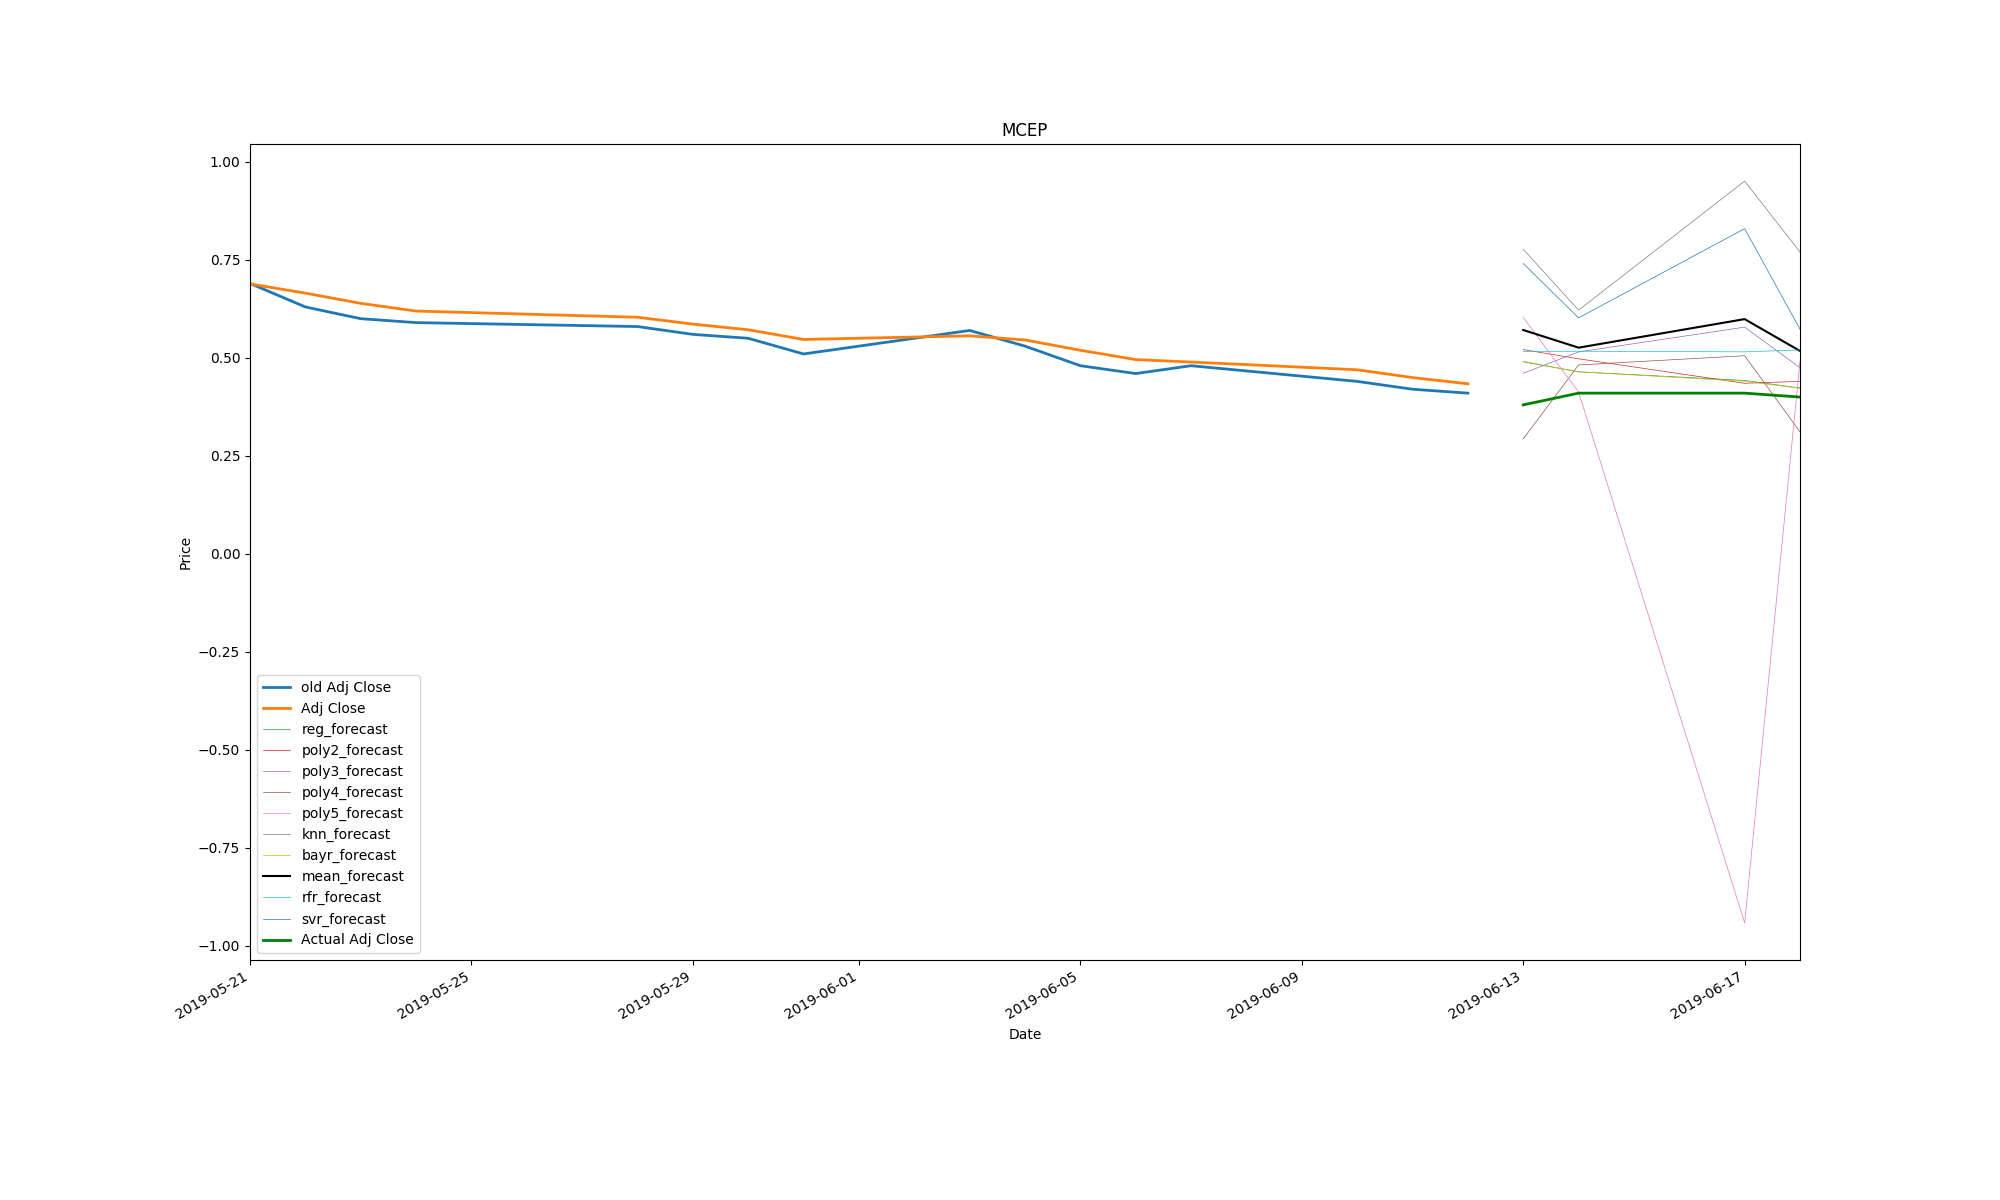 MCEP
1.00
0.75
0.50
0.25
0.00
−0.25
−0.50
−0.75
−1.00
Price
old Adj Close
Adj Close
reg_forecast
poly2_forecast
poly3_forecast
poly4_forecast
poly5_forecast
knn_forecast
bayr_forecast
mean_forecast
rfr_forecast
svr_forecast
Actual Adj Close
2019-05-21
2019-05-25
2019-05-29
2019-06-01
2019-06-05
2019-06-09
2019-06-13
2019-06-17
Date